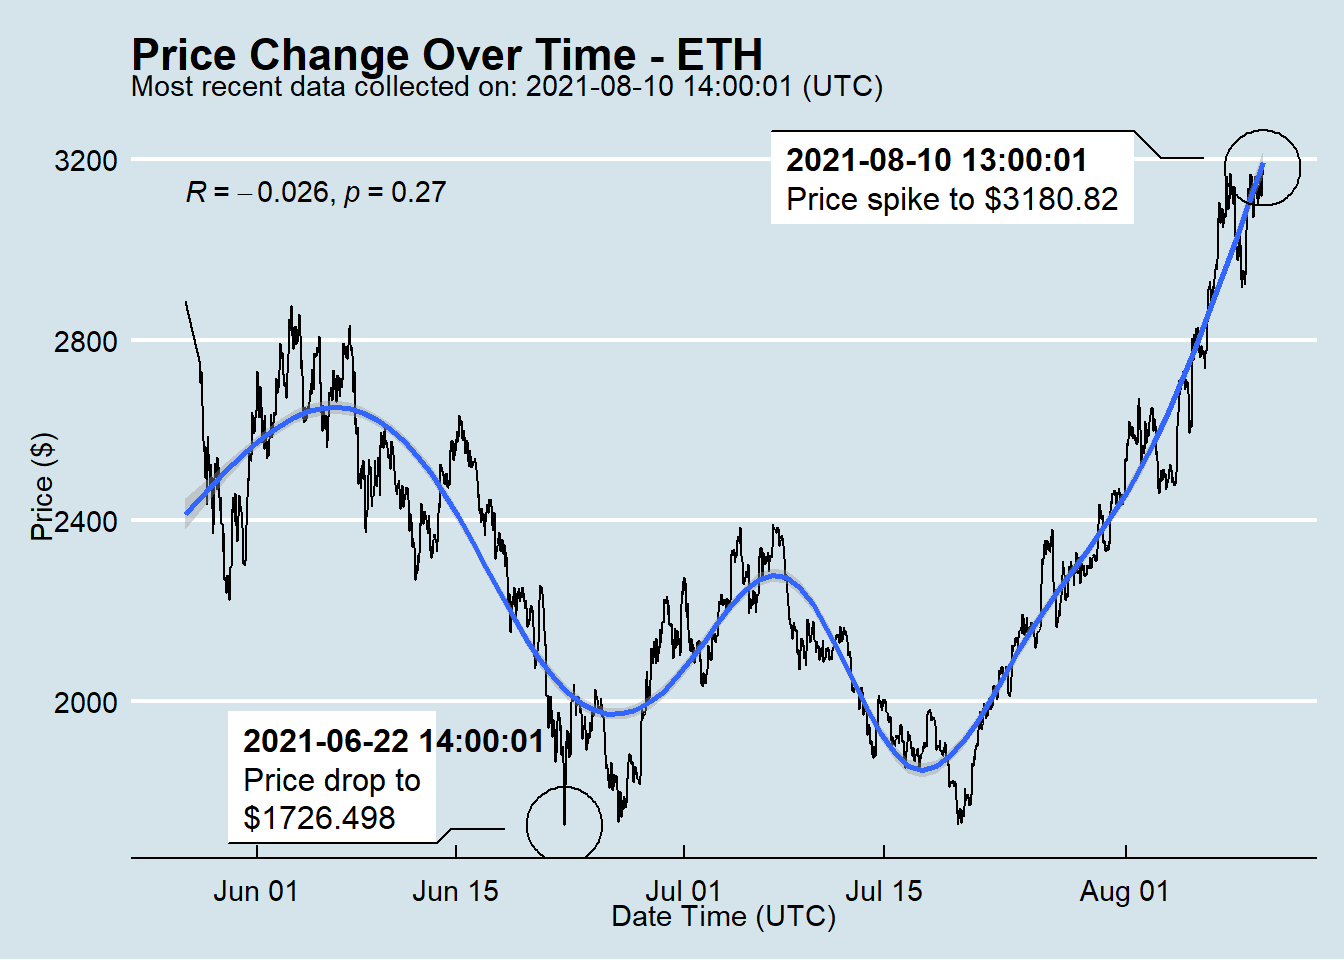 Price Change Over Time - ETH
Most recent data collected on: 2021-08-10 14:00:01 (UTC)
R = −0.026, p = 0.27
2021-08-10 13:00:01
Price spike to $3180.82
3200
2800
2400
2000
Price ($)
2021-06-22 14:00:01
Price drop to
$1726.498
Jun 01 Jun 15 Jul 01 Jul 15 Aug 01
Date Time (UTC)